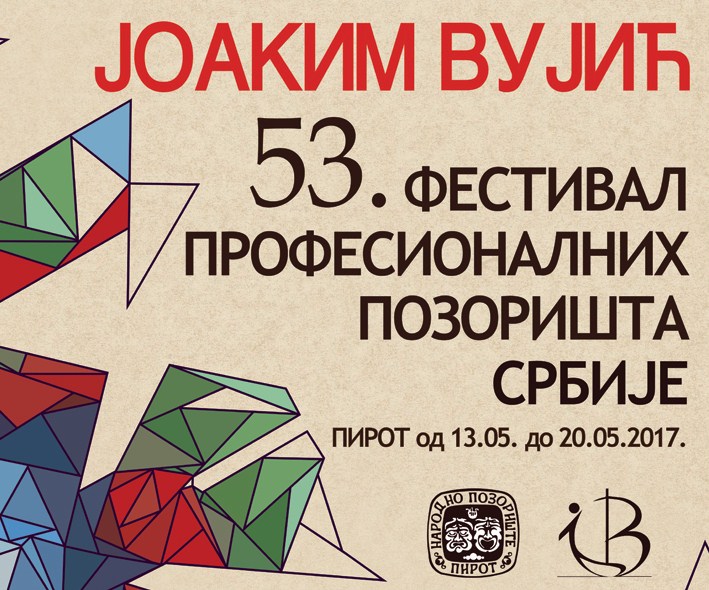 ЈОАКИМ ВУЈИЋ
53. ФЕСТИВАЛ
ПРОФЕСИОНАЛНИХ
ПОЗОРИШТА
СРБИЈЕ
ПИРОТ од 13.05. до 20.05.2017.
НАРОДНО ПОЗОРИШТЕ
ПИРОТ